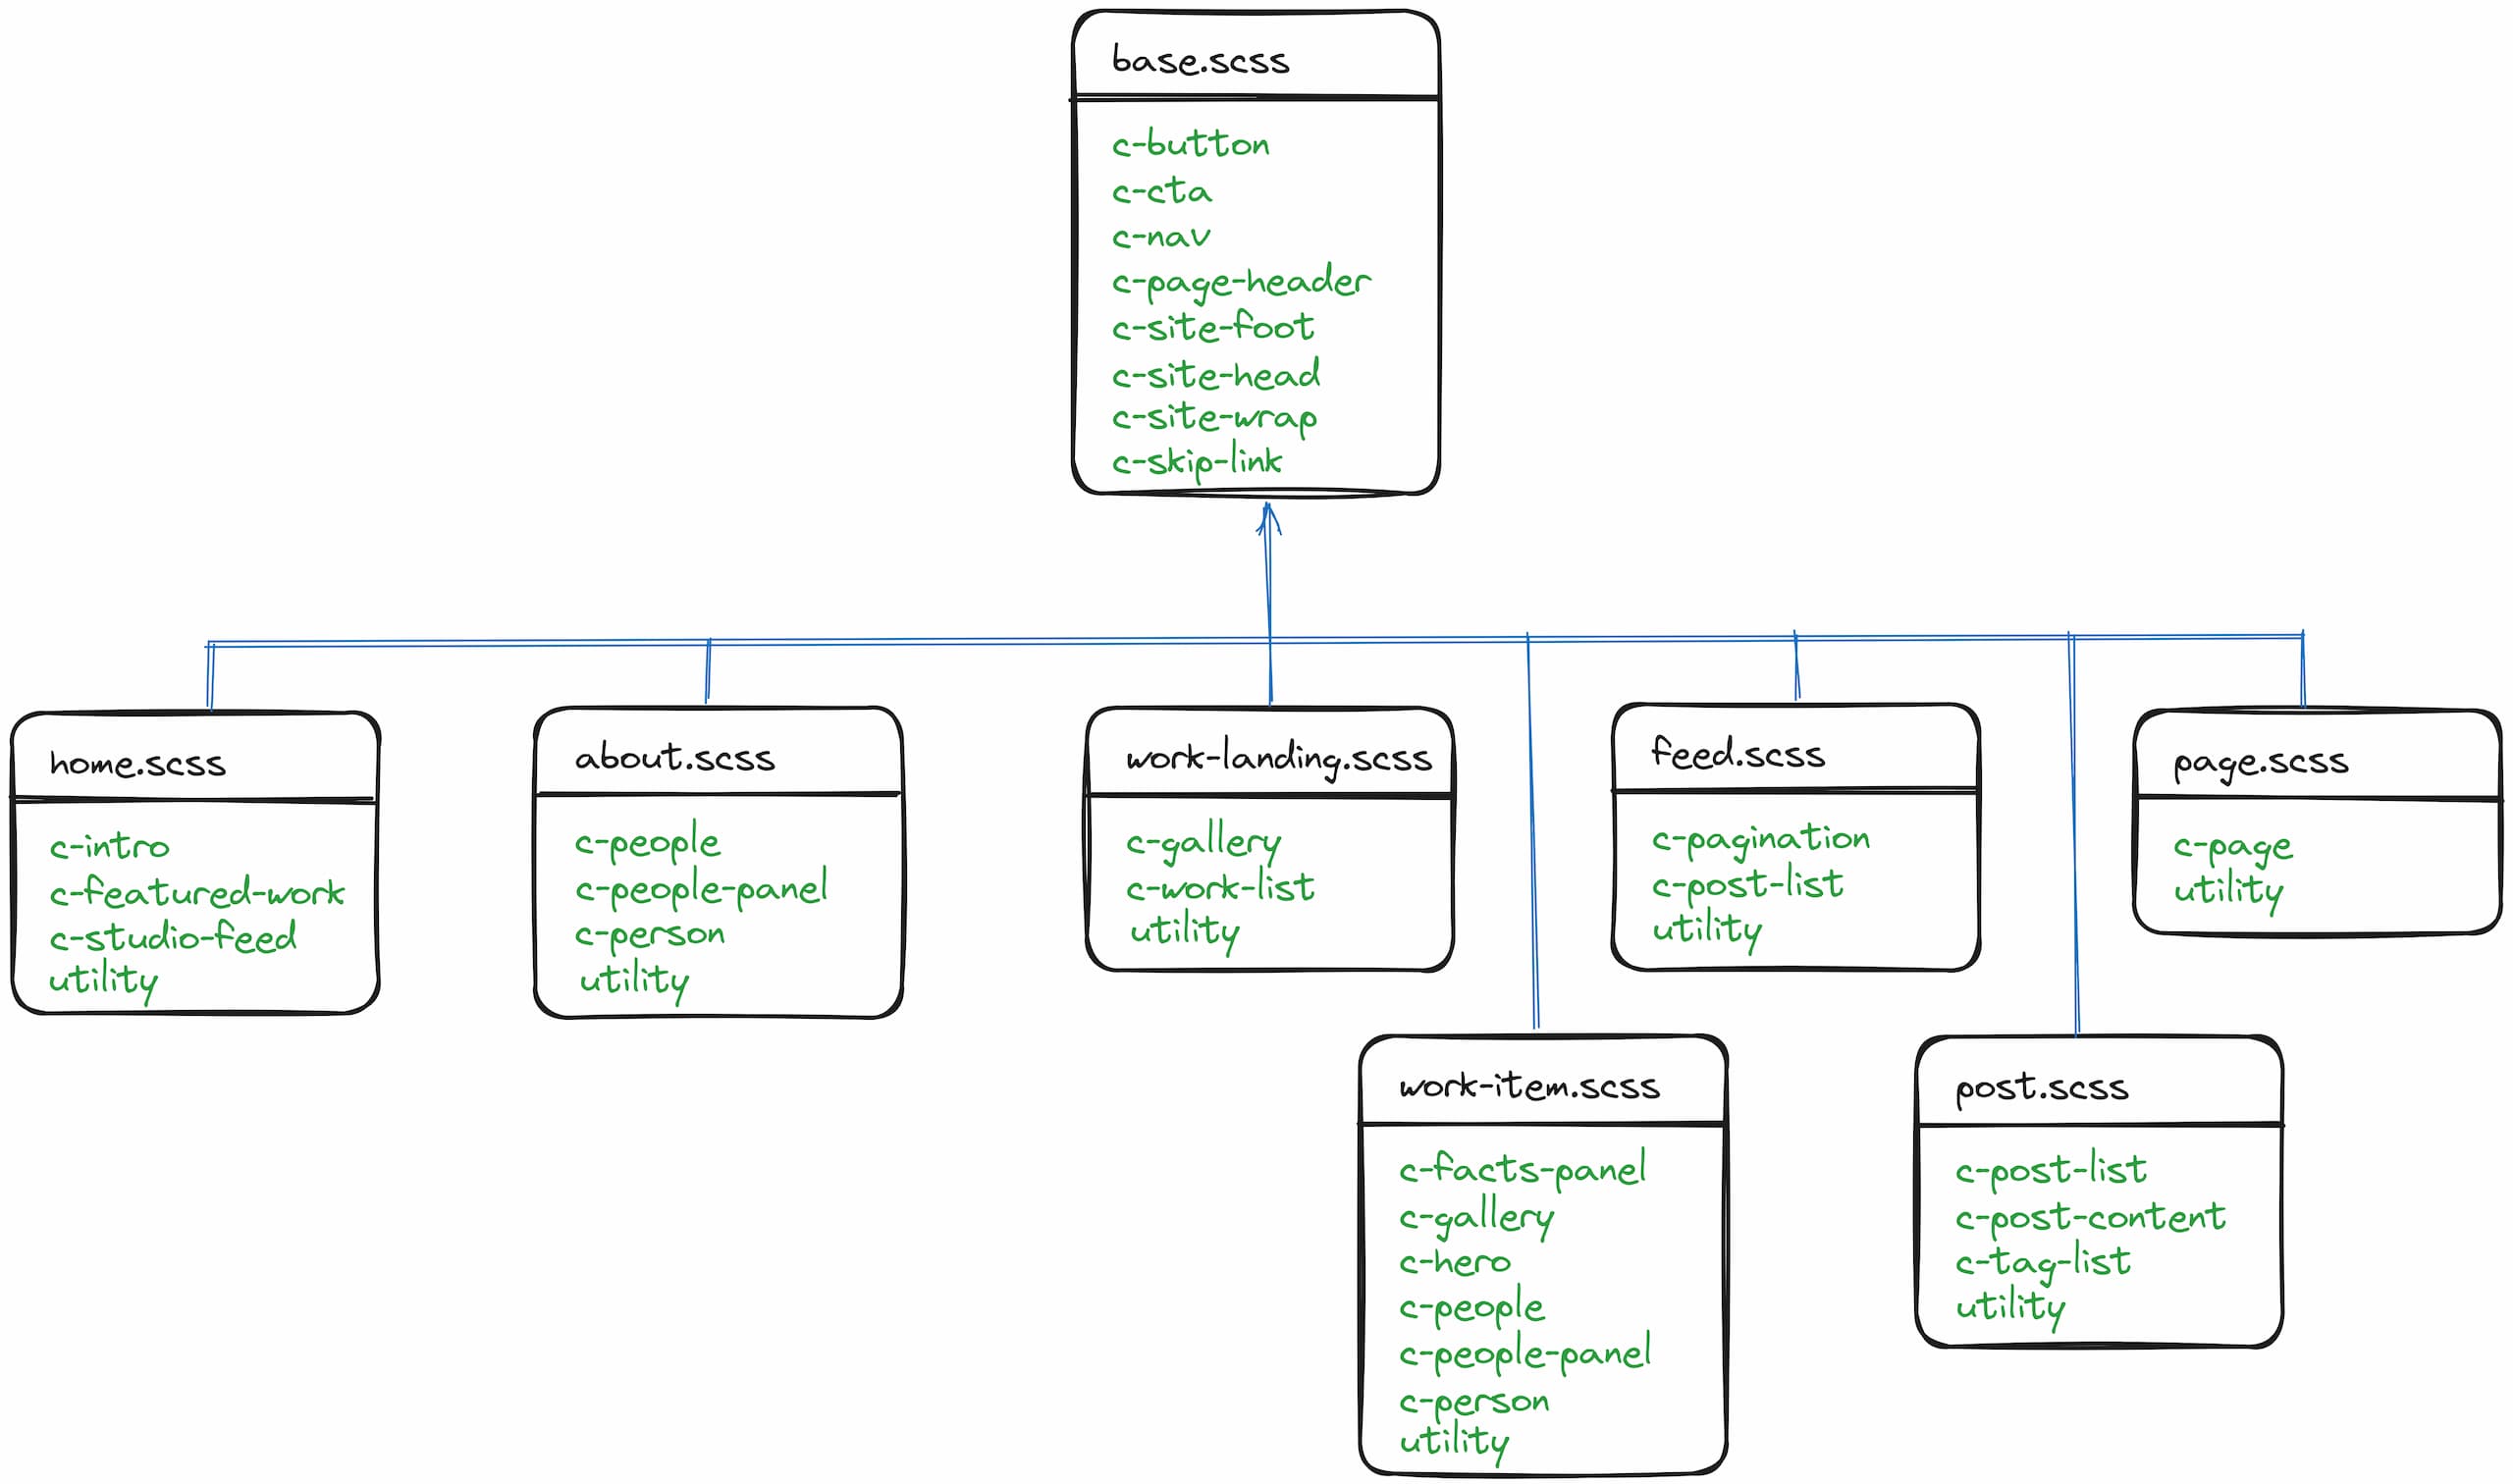 base.scss
c-button
c-cta
c-nav
c-page-header
c-site-foot
c-site-head
c-site-wrap
c-skip-link
home.scss
c-intro
c-featured-work
c-studio-feed
utility
about.scss
c-people
c-people-panel
c-person
utility
work-landing.scss
c-gallery
c-work-list
utility
feed.scss
c-pagination
c-post-list
utility
page.scss
c-page
utility
work-item.scss
c-facts-panel
c-gallery
c-hero
c-people
c-people-panel
c-person
utility
post.scss
c-post-list
c-post-content
c-tag-list
utility